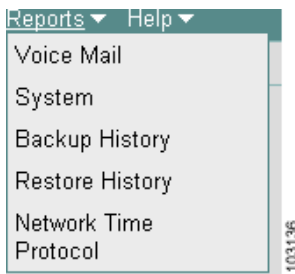 Reports Help
Voice Mail
System
Backup History
Restore History
Network Time
Protocol
103136